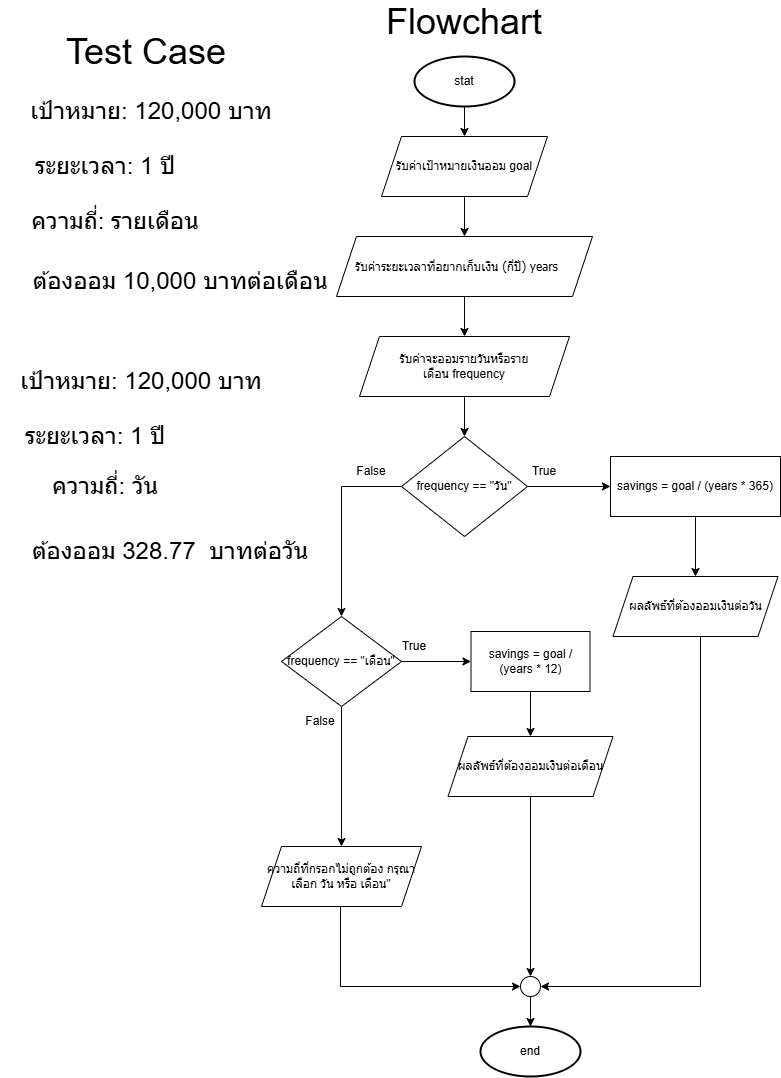 Flowchart
Test Case
เป้าหมาย: 120,000 บาท
ระยะเวลา: 1 ปี
ความถี่: รายเดือน
ต้องออม 10,000 บาทต่อเดือน
เป้าหมาย: 120,000 บาท
ระยะเวลา: 1 ปี
ความถี่: วัน
ต้องออม 328.77 บาทต่อวัน
stat
รับค่าเป้าหมายเงินออม goal
รับค่าระยะเวลาที่อยากเก็บเงิน (กี่ปี) years
รับค่าจะออมรายวันหรือราย
เดือน frequency
False
frequency == "วัน"
True
savings = goal / (years * 365)
ผลลัพธ์ที่ต้องออมเงินต่อวัน
frequency == "เดือน"
True
savings = goal /
(years * 12)
False
ผลลัพธ์ที่ต้องออมเงินต่อเดือน
ความถี่ที่กรอกไม่ถูกต้อง กรุณา
เลือก วัน หรือ เดือน"
end